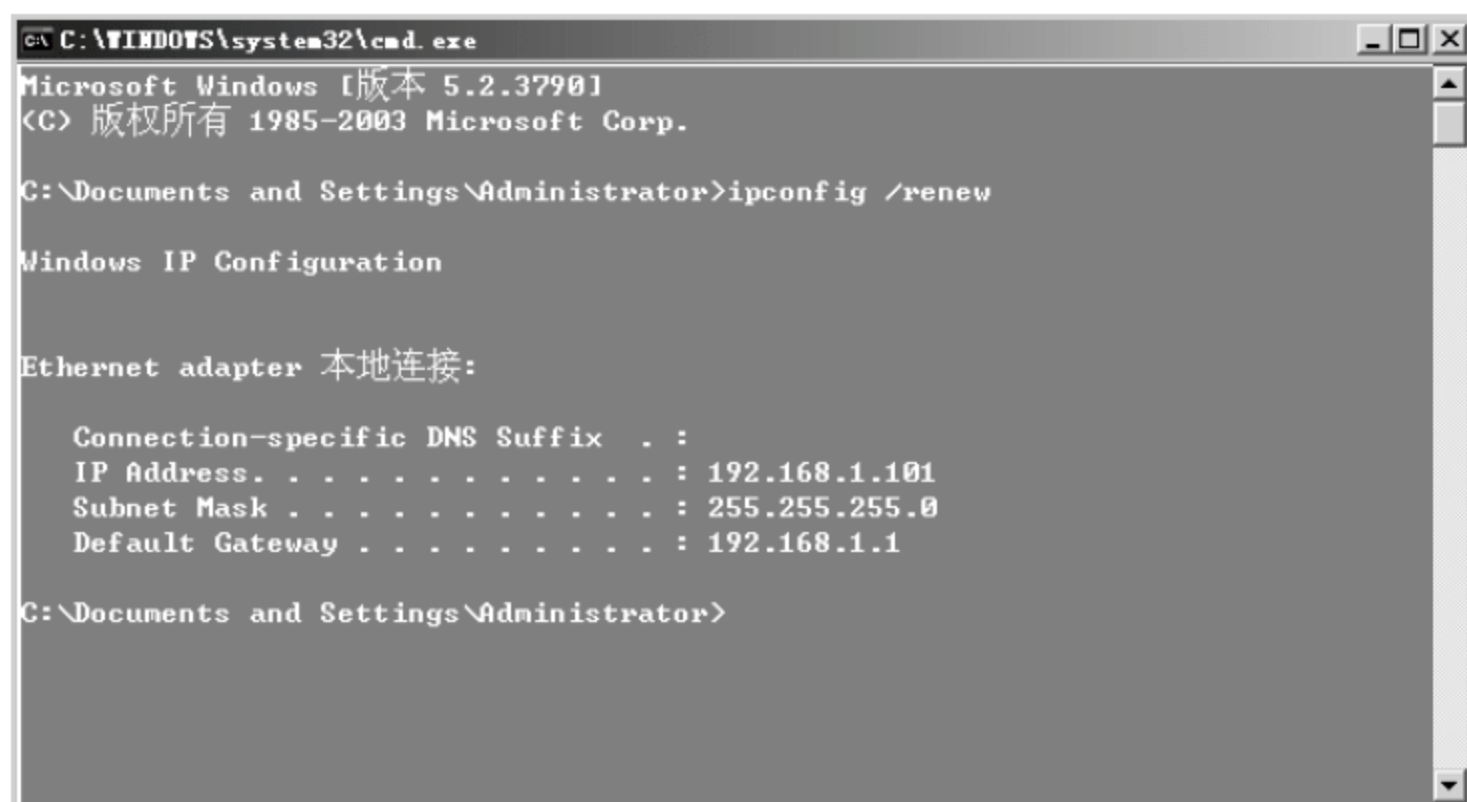 C:\WINDOWS\system32\cmd.exe
Microsoft Windows [版本 5.2.3790]
(C) 版权所有 1985-2003 Microsoft Corp.
C:\Documents and Settings\Administrator>ipconfig /renew
Windows IP Configuration
Ethernet adapter 本地连接:
Connection-specific DNS Suffix  . :
IP Address. . . . . . . . . . . . : 192.168.1.101
Subnet Mask . . . . . . . . . . . : 255.255.255.0
Default Gateway . . . . . . . . . : 192.168.1.1
C:\Documents and Settings\Administrator>